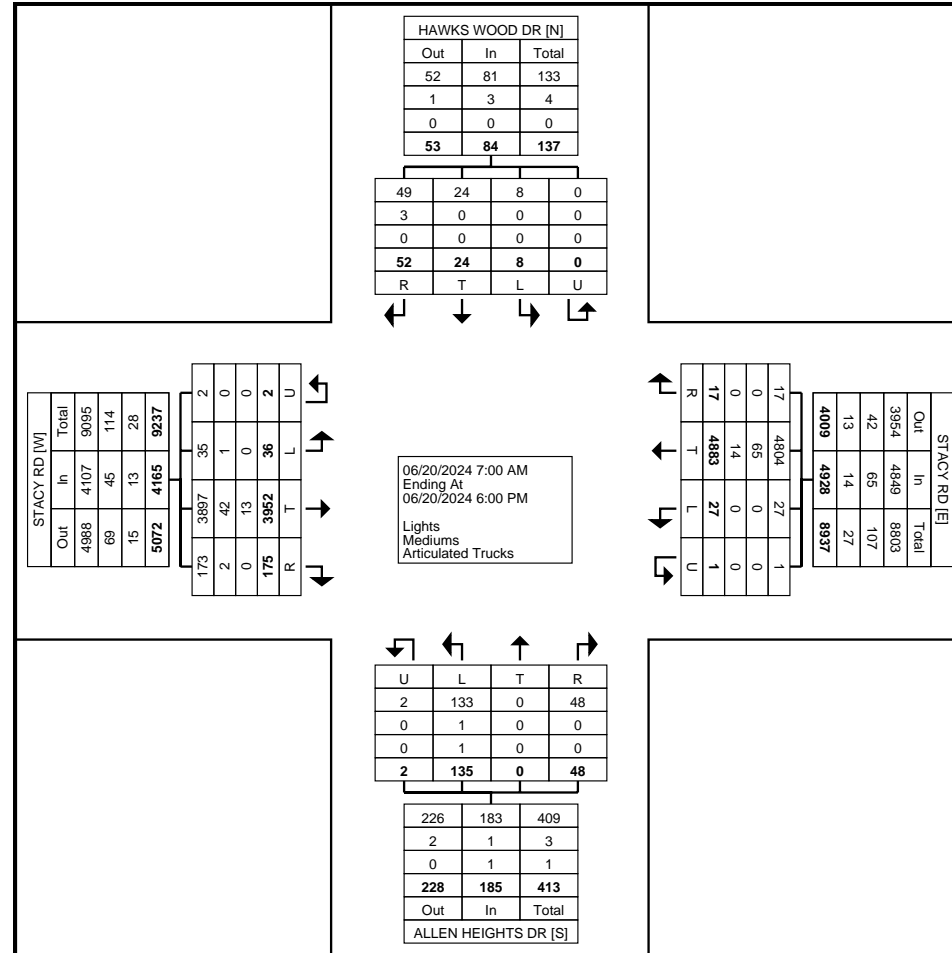 HAWKS WOOD DR [N]
Out In Total
52 81 133
1 3 4
0 0 0
53 84 137
49 24 8 0
3 0 0 0
0 0 0 0
52 24 8 0
R T L U
STACY RD [W]
Total 9095 114 28 9237
In 4107 45 13 4165
Out 4988 69 15 5072
2 0 0 2 U
35 1 0 36 L
3897 42 13 3952 T
173 2 0 175 R
06/20/2024 7:00 AM
Ending At
06/20/2024 6:00 PM
Lights
Mediums
Articulated Trucks
R 17 0 0 17
T 4883 14 65 4804
L 27 0 0 27
U 1 0 0 1
4009 13 42 3954 Out
4928 14 65 4849 In
8937 27 107 8803 Total
STACY RD [E]
U L T R
2 133 0 48
0 1 0 0
0 1 0 0
2 135 0 48
226 183 409
2 1 3
0 1 1
228 185 413
Out In Total
ALLEN HEIGHTS DR [S]